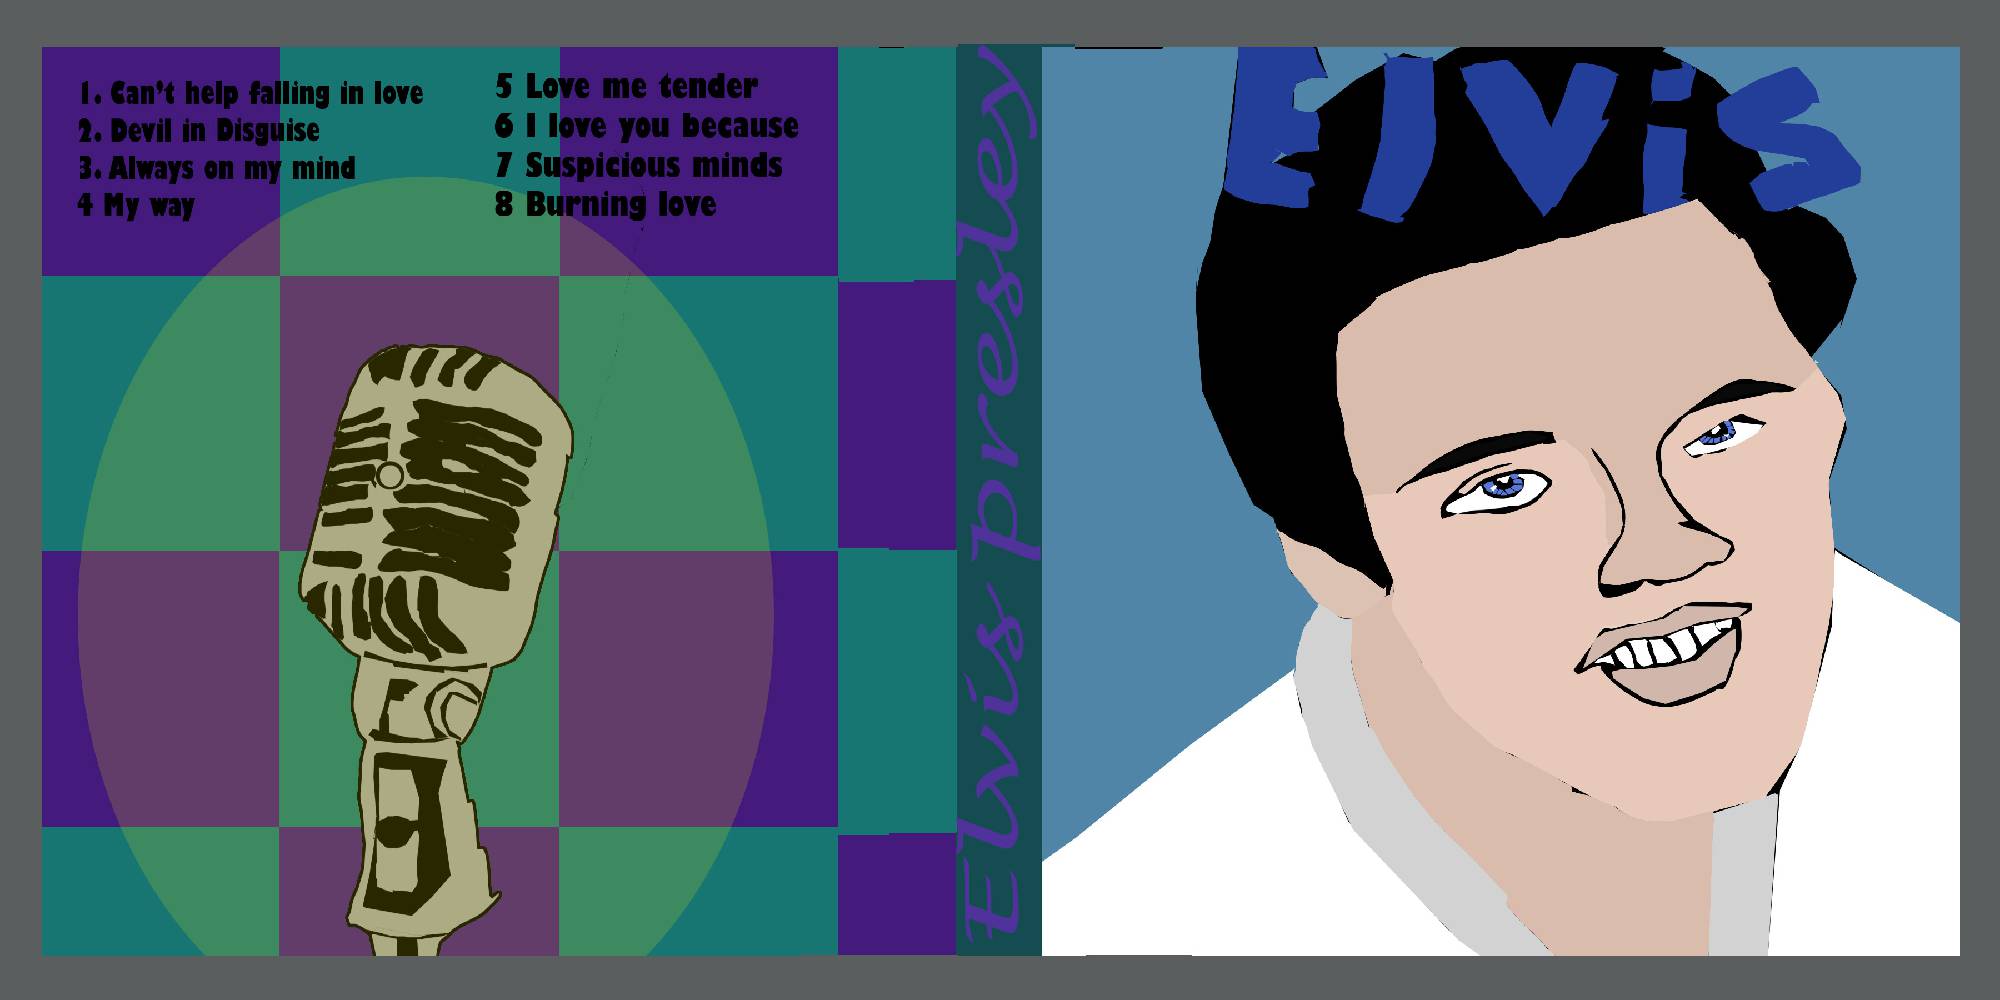 1. Can't help falling in love
2. Devil in Disguise
3. Always on my mind
4 My way
5 Love me tender
6 I love you because
7 Suspicious minds
8 Burning love
Elvis presley
Elvis